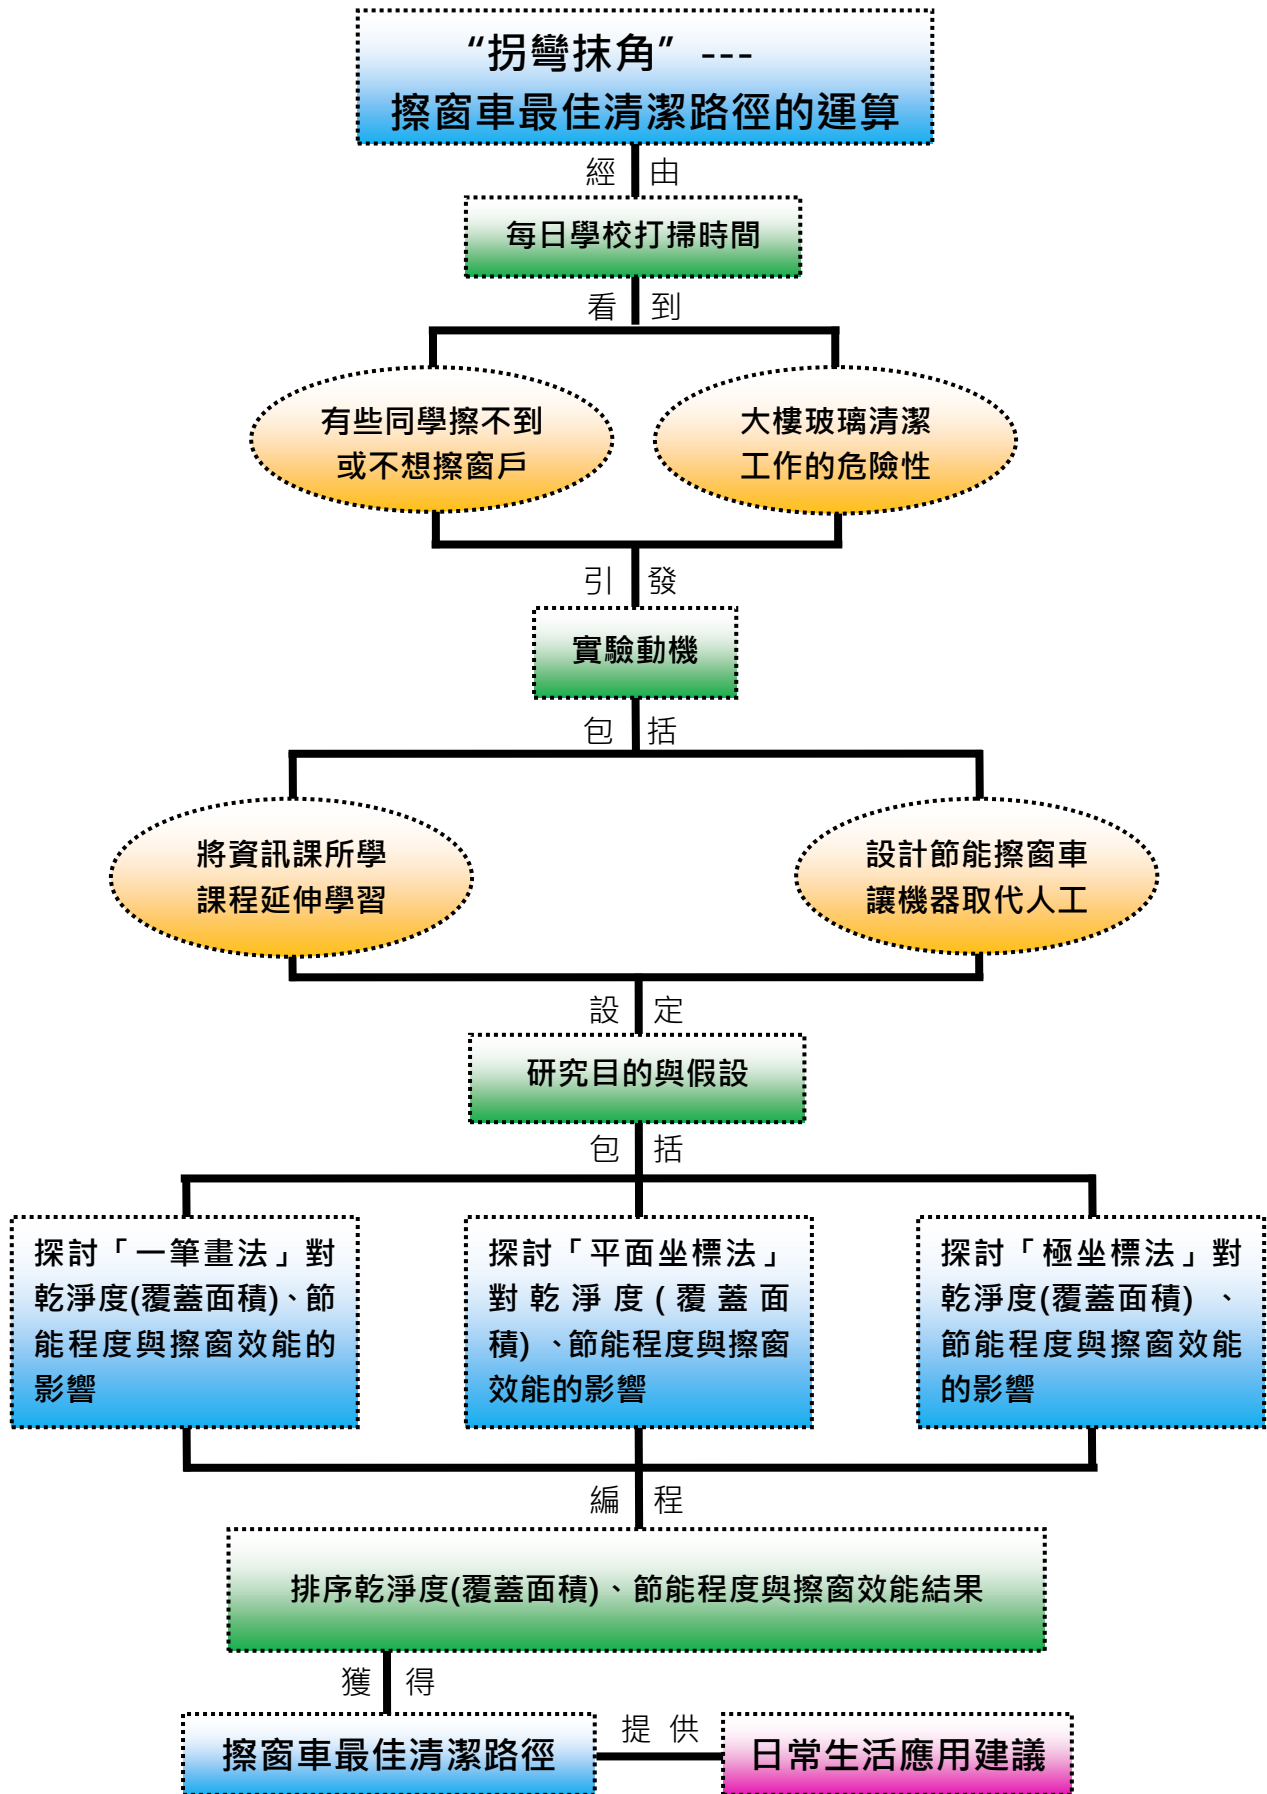 “拐彎抹角” ---
擦窗車最佳清潔路徑的運算
經由
每日學校打掃時間
看到
有些同學擦不到
或不想擦窗戶
大樓玻璃清潔
工作的危險性
引發
實驗動機
包括
將資訊課所學
課程延伸學習
設計節能擦窗車
讓機器取代人工
設定
研究目的與假設
包括
探討「一筆畫法」對
乾淨度(覆蓋面積)、節
能程度與擦窗效能的
影響
探討「平面坐標法」
對乾淨度(覆蓋面
積)、節能程度與擦窗
效能的影響
探討「極坐標法」對
乾淨度(覆蓋面積)、
節能程度與擦窗效能
的影響
編程
排序乾淨度(覆蓋面積)、節能程度與擦窗效能結果
獲得
擦窗車最佳清潔路徑
提供
日常生活應用建議